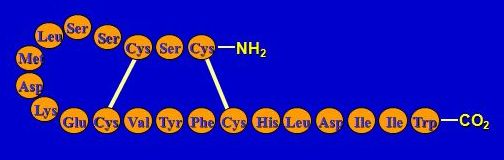 Leu Ser Ser Cys Ser Cys NH2
Met
Asp
Lys
Glu Cys Val Tyr Phe Cys His Leu Asp Ile Ile Trp CO2